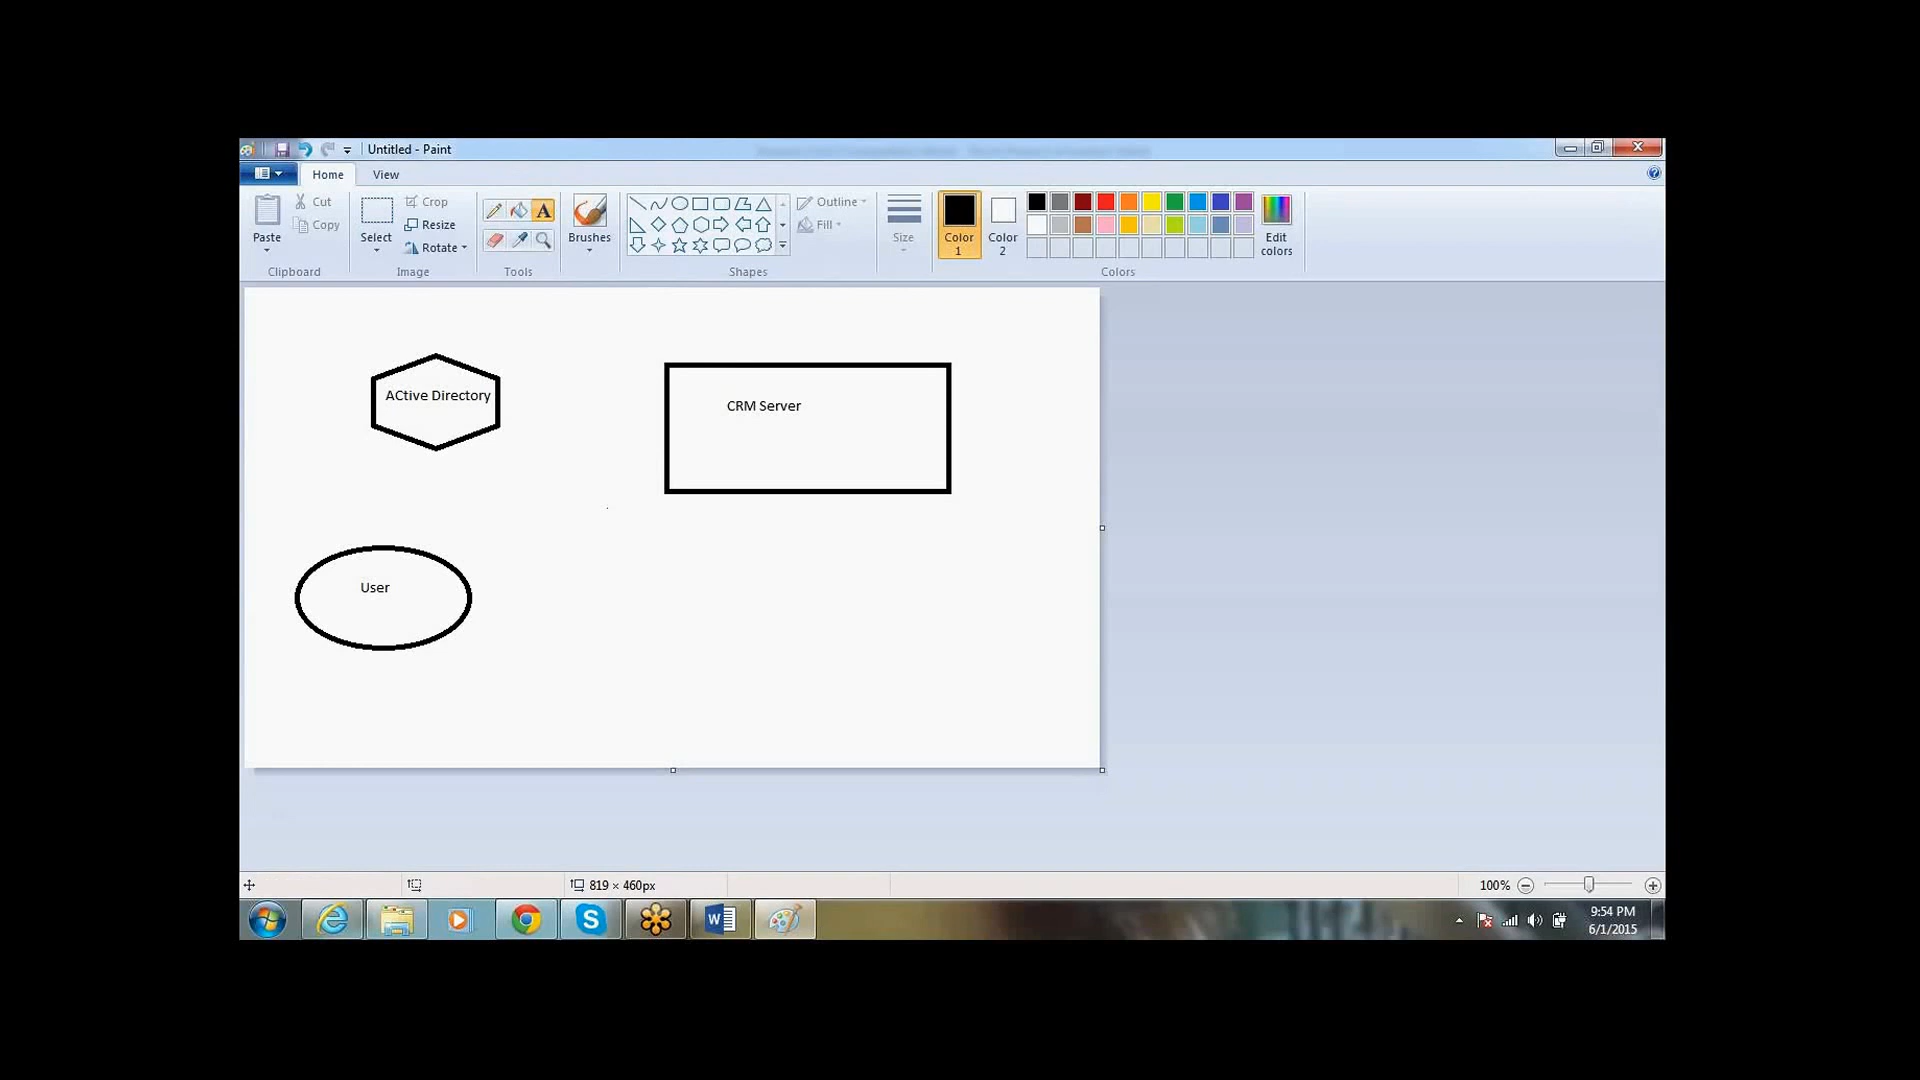 Untitled - Paint
Home
View
Paste
Cut
Copy
Clipboard
Select
Crop
Resize
Rotate
Image
A
Tools
Brushes
Outline
Fill
Shapes
Size
Color
1
Color
2
Edit
colors
Colors
ACtive Directory
CRM Server
User
819 × 460px
100%
S
W
9:54 PM
6/1/2015